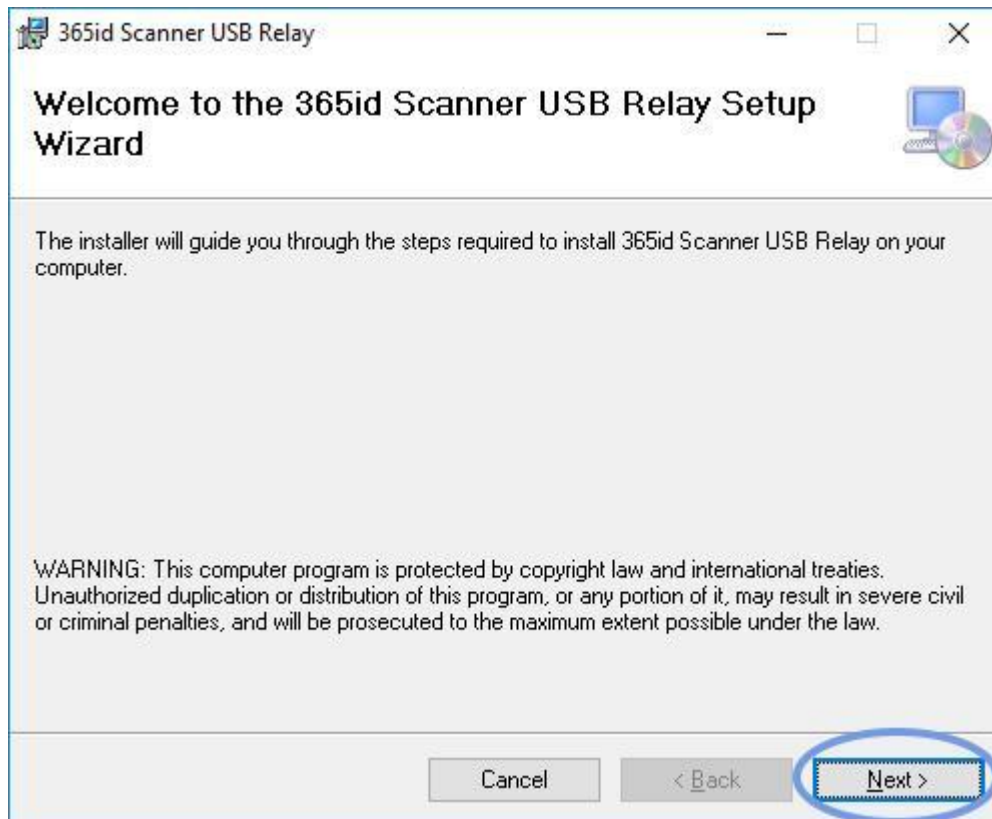 365id Scanner USB Relay
Welcome to the 365id Scanner USB Relay Setup
Wizard
The installer will guide you through the steps required to install 365id Scanner USB Relay on your
computer.
WARNING: This computer program is protected by copyright law and international treaties.
Unauthorized duplication or distribution of this program, or any portion of it, may result in severe civil
or criminal penalties, and will be prosecuted to the maximum extent possible under the law.
Cancel < Back Next >